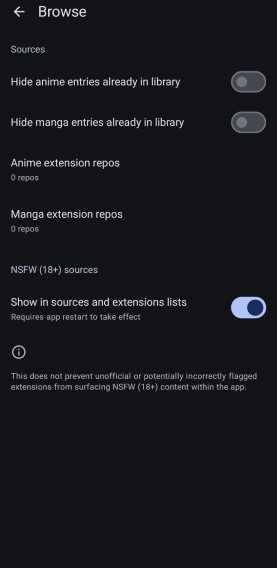 Browse
Sources
Hide anime entries already in library
Hide manga entries already in library
Anime extension repos
0 repos
Manga extension repos
0 repos
NSFW (18+) sources
Show in sources and extensions lists
Requires app restart to take effect
This does not prevent unofficial or potentially incorrectly flagged
extensions from surfacing NSFW (18+) content within the app.